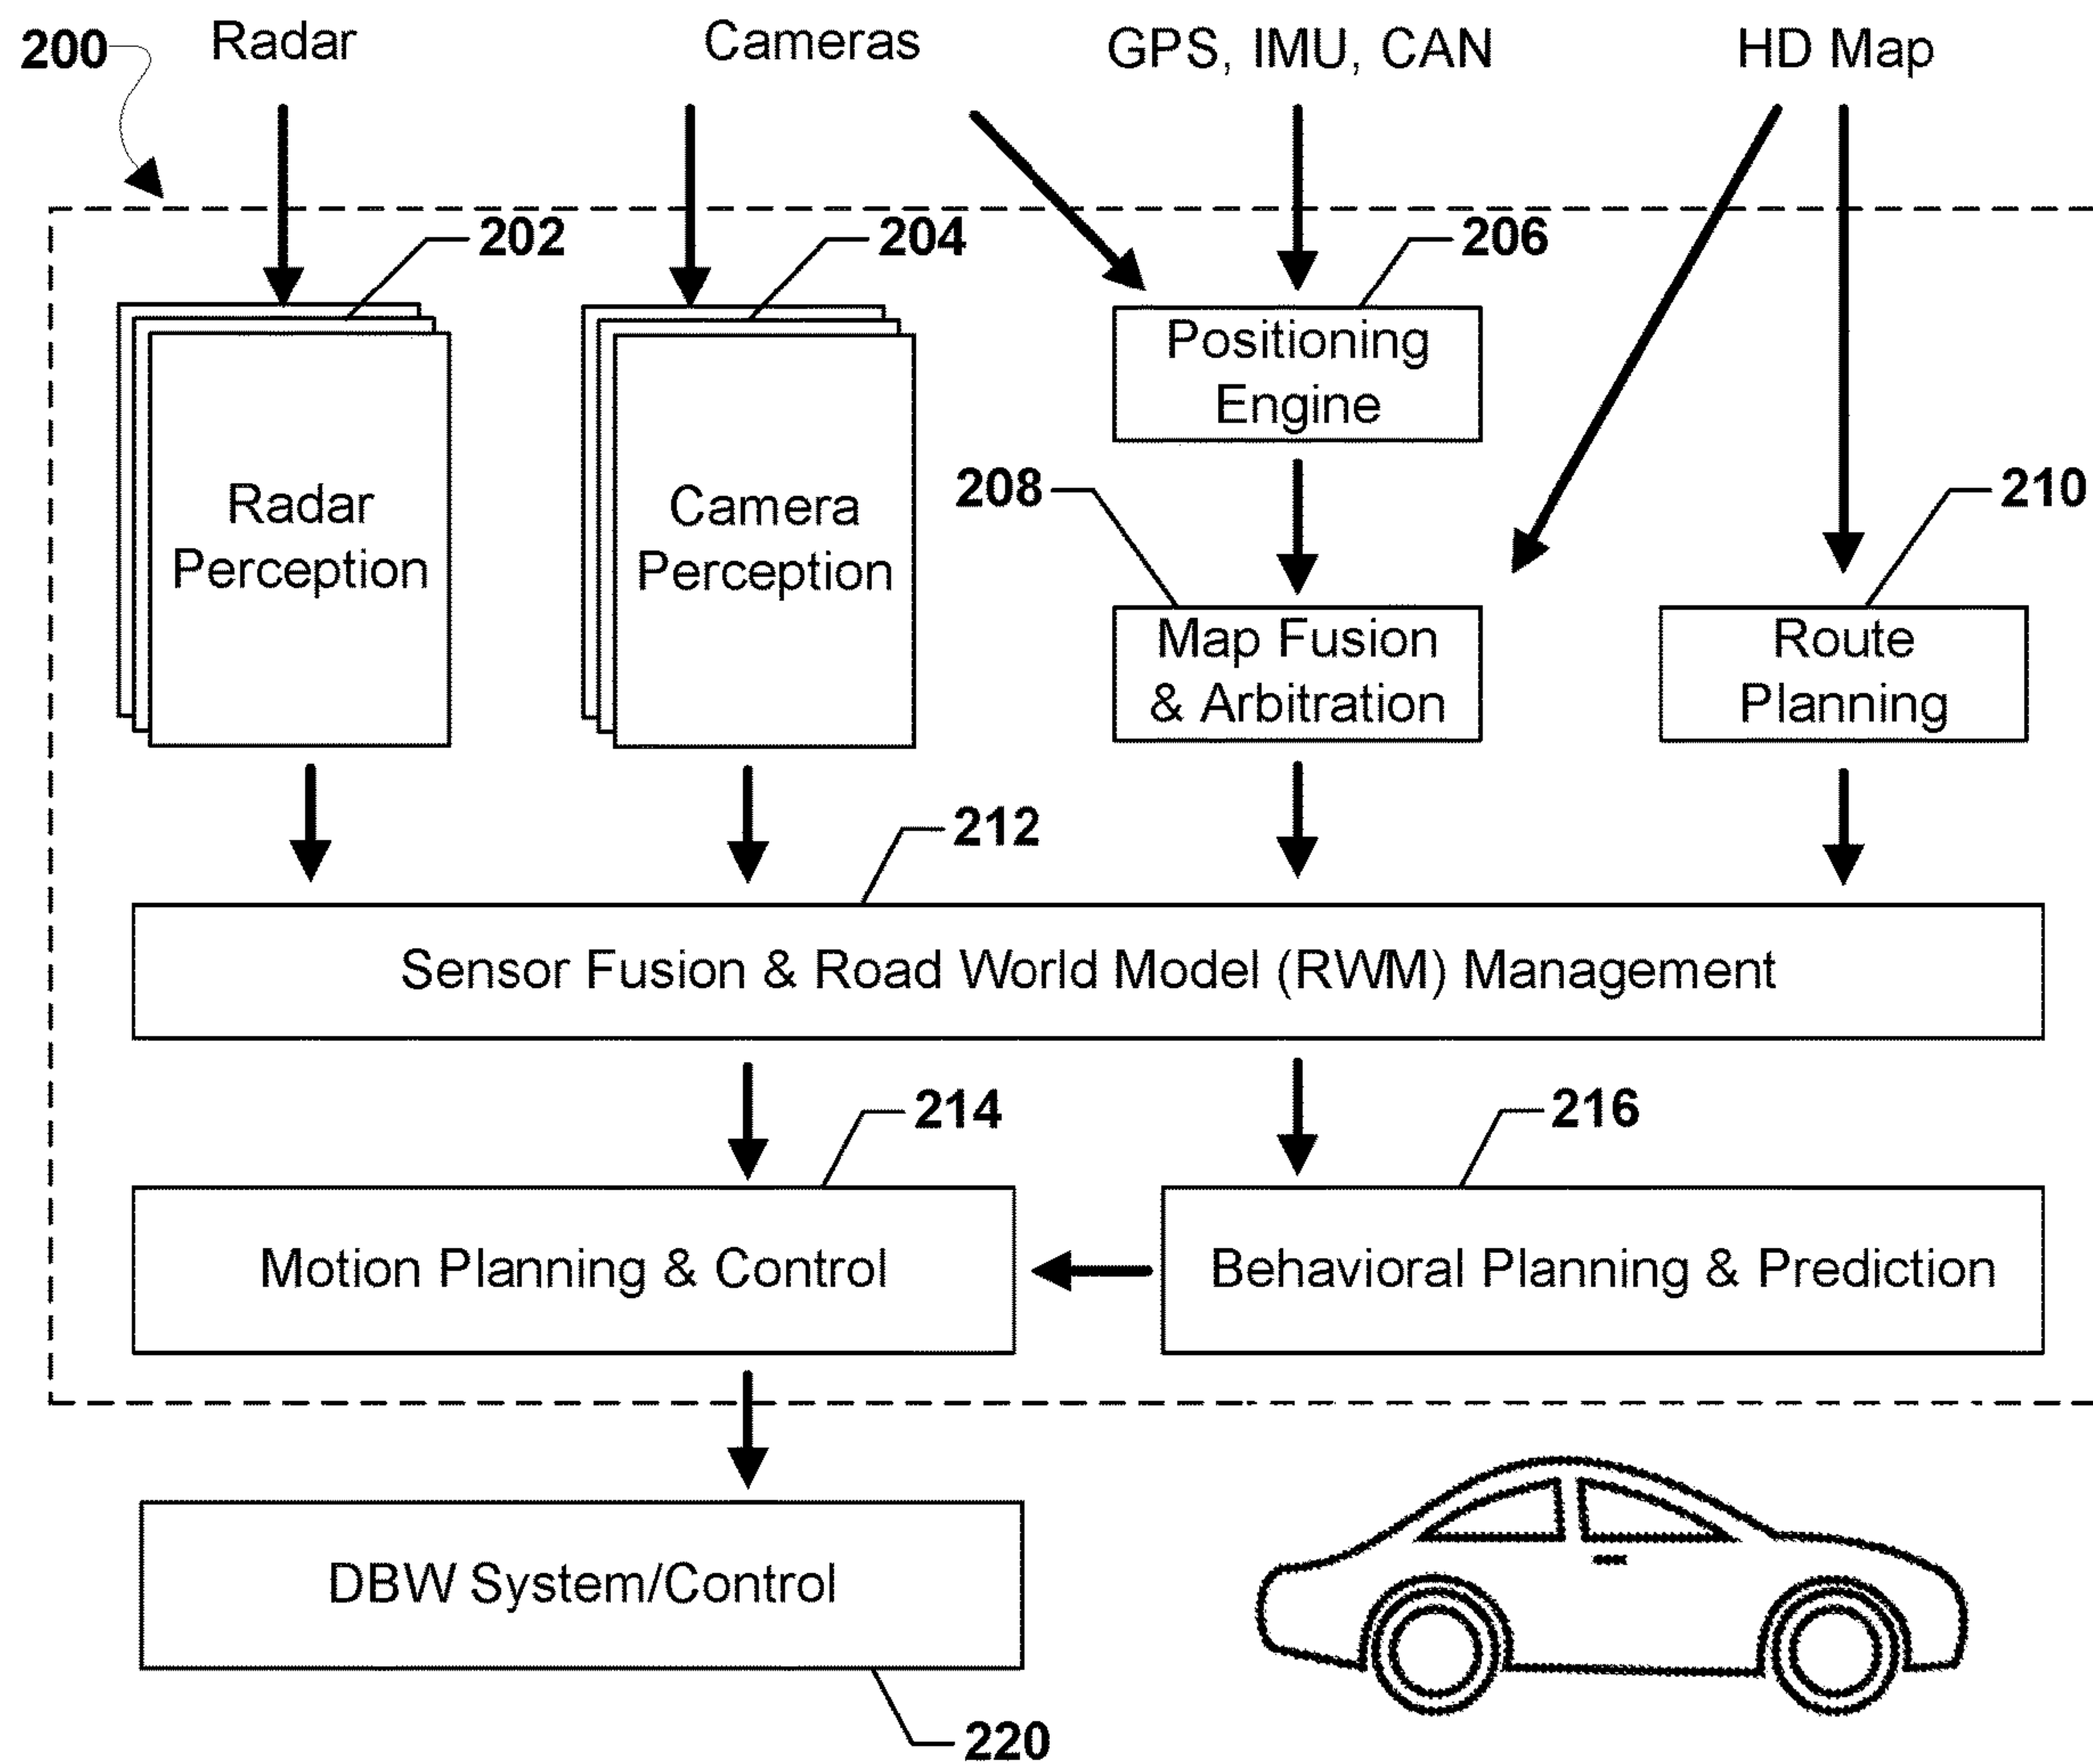 200
Radar
Cameras
GPS, IMU, CAN
HD Map
202
204
206
Positioning
Engine
208
210
Radar
Perception
Camera
Perception
Map Fusion
& Arbitration
Route
Planning
212
Sensor Fusion & Road World Model (RWM) Management
214
216
Motion Planning & Control
Behavioral Planning & Prediction
DBW System/Control
220